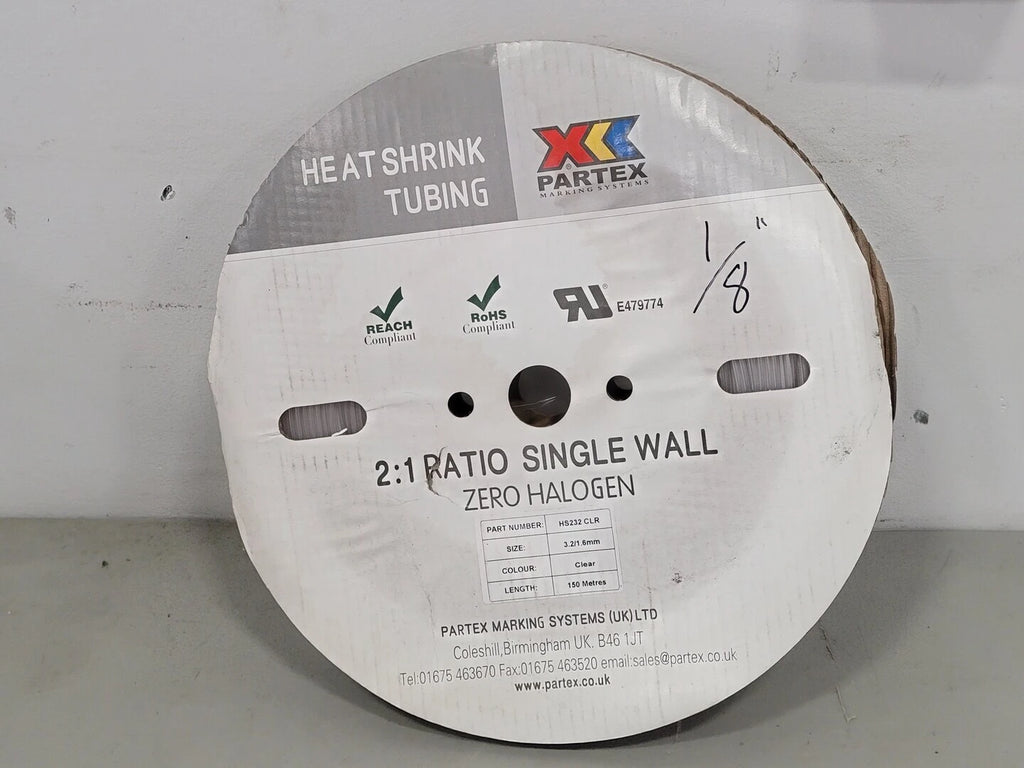 HEAT SHRINK
TUBING
PARTEX
MARKING SYSTEMS
1/8"
REACH
Compliant
RoHS
Compliant
RU® E479774
2:1 RATIO SINGLE WALL
ZERO HALOGEN
PART NUMBER: HS232 CLR
SIZE: 3.2/1.6mm
COLOUR: Clear
LENGTH: 150 Metres
PARTEX MARKING SYSTEMS (UK) LTD
Coleshill,Birmingham UK. B46 1JT
Tel:01675 463670 Fax:01675 463520 email:sales@partex.co.uk
www.partex.co.uk